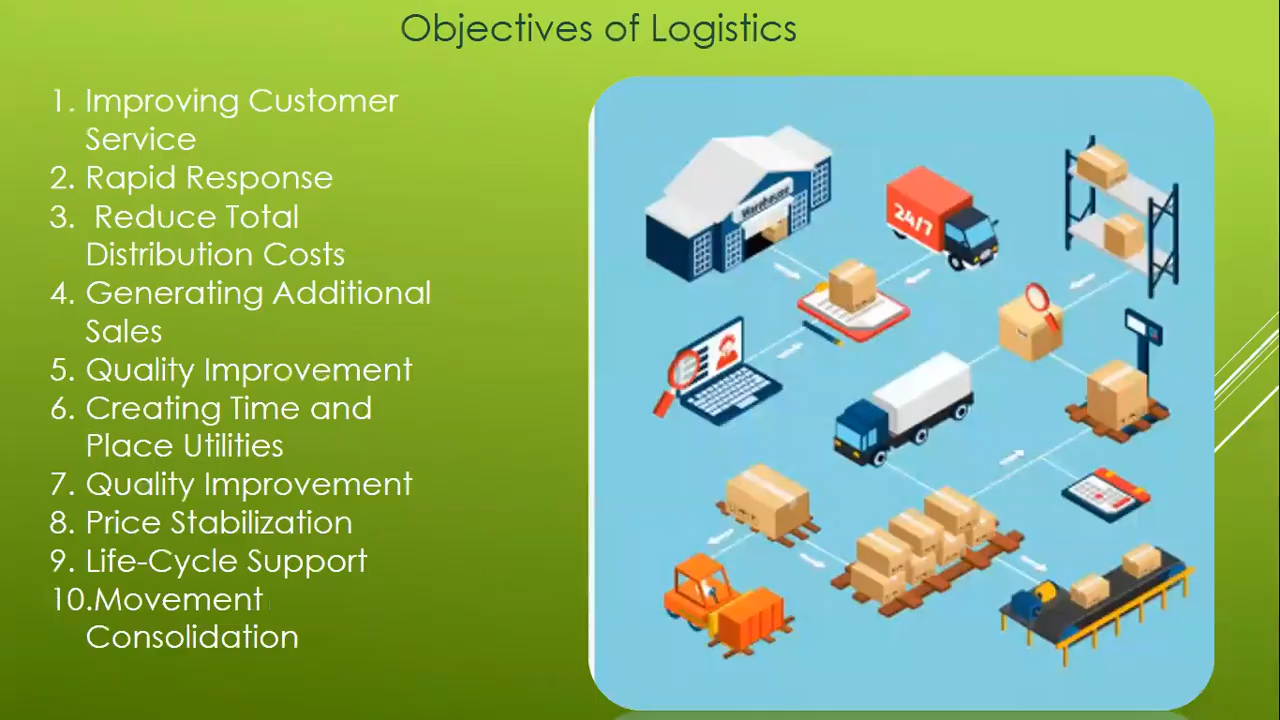 Objectives of Logistics
1. Improving Customer
Service
2. Rapid Response
3. Reduce Total
Distribution Costs
4. Generating Additional
Sales
5. Quality Improvement
6. Creating Time and
Place Utilities
7. Quality Improvement
8. Price Stabilization
9. Life-Cycle Support
10.Movement
Consolidation
Warehouse
24/7